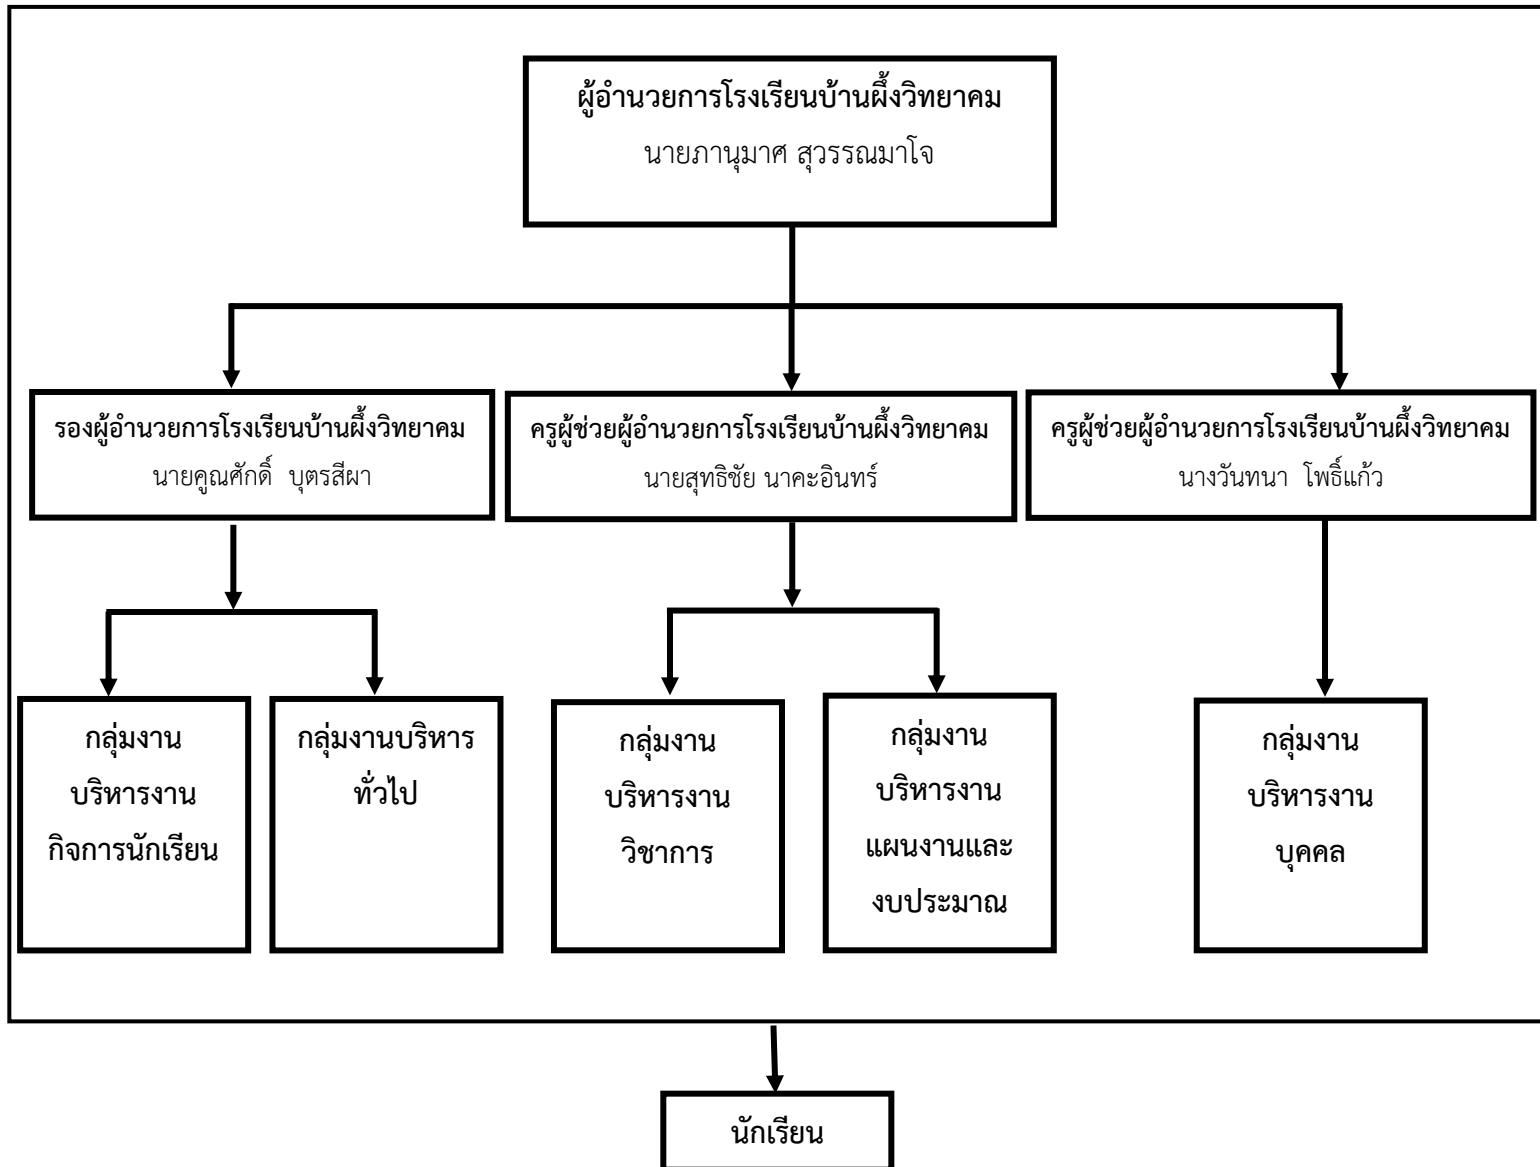 ผู้อำนวยการโรงเรียนบ้านผึ้งวิทยาคม
นายภานุมาศ สุวรรณมาโจ
รองผู้อำนวยการโรงเรียนบ้านผึ้งวิทยาคม
นายคูณศักดิ์ บุตรสีผา
ครูผู้ช่วยผู้อำนวยการโรงเรียนบ้านผึ้งวิทยาคม
นายสุทธิชัย นาคะอินทร์
ครูผู้ช่วยผู้อำนวยการโรงเรียนบ้านผึ้งวิทยาคม
นางวันทนา โพธิ์แก้ว
กลุ่มงาน
บริหารงาน
กิจการนักเรียน
กลุ่มงานบริหาร
ทั่วไป
กลุ่มงาน
บริหารงาน
วิชาการ
กลุ่มงาน
บริหารงาน
แผนงานและ
งบประมาณ
กลุ่มงาน
บริหารงาน
บุคคล
นักเรียน